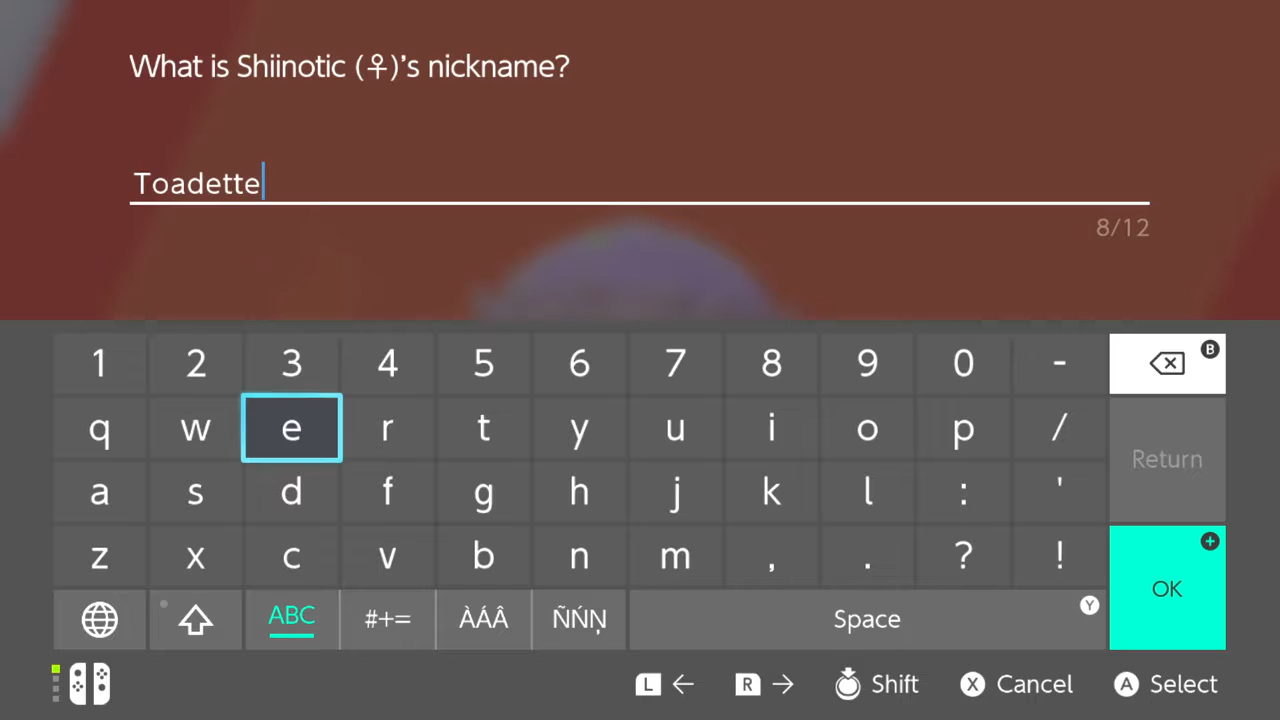 What is Shiinotic (♀)'s nickname?
Toadette
8/12
1 2 3 4 5 6 7 8 9 0 - B
q w e r t y u i o p / Return
a s d f g h j k l : '
z x c v b n m , . ? ! + OK
ABC #+= ÀÁÂ ÑŃŅ Space Y
L ← R → Shift X Cancel A Select